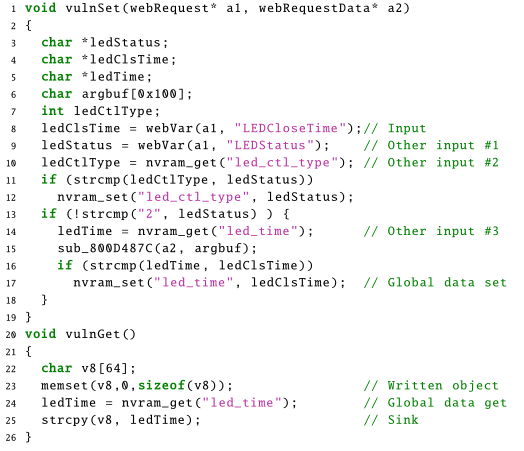 1 void vulnSet(webRequest* a1, webRequestData* a2)
2 {
3   char *ledStatus;
4   char *ledClsTime;
5   char *ledTime;
6   char argbuf[0x100];
7   int ledCtlType;
8   ledClsTime = webVar(a1, "LEDCloseTime");// Input
9   ledStatus = webVar(a1, "LEDStatus");    // Other input #1
10   ledCtlType = nvram_get("led_ctl_type"); // Other input #2
11   if (strcmp(ledCtlType, ledStatus))
12     nvram_set("led_ctl_type", ledStatus);
13   if (!strcmp("2", ledStatus) ) {
14     ledTime = nvram_get("led_time");      // Other input #3
15     sub_800D487C(a2, argbuf);
16     if (strcmp(ledTime, ledClsTime))
17       nvram_set("led_time", ledClsTime);  // Global data set
18   }
19 }
20 void vulnGet()
21 {
22   char v8[64];
23   memset(v8,0,sizeof(v8));                // Written object
24   ledTime = nvram_get("led_time");        // Global data get
25   strcpy(v8, ledTime);                    // Sink
26 }